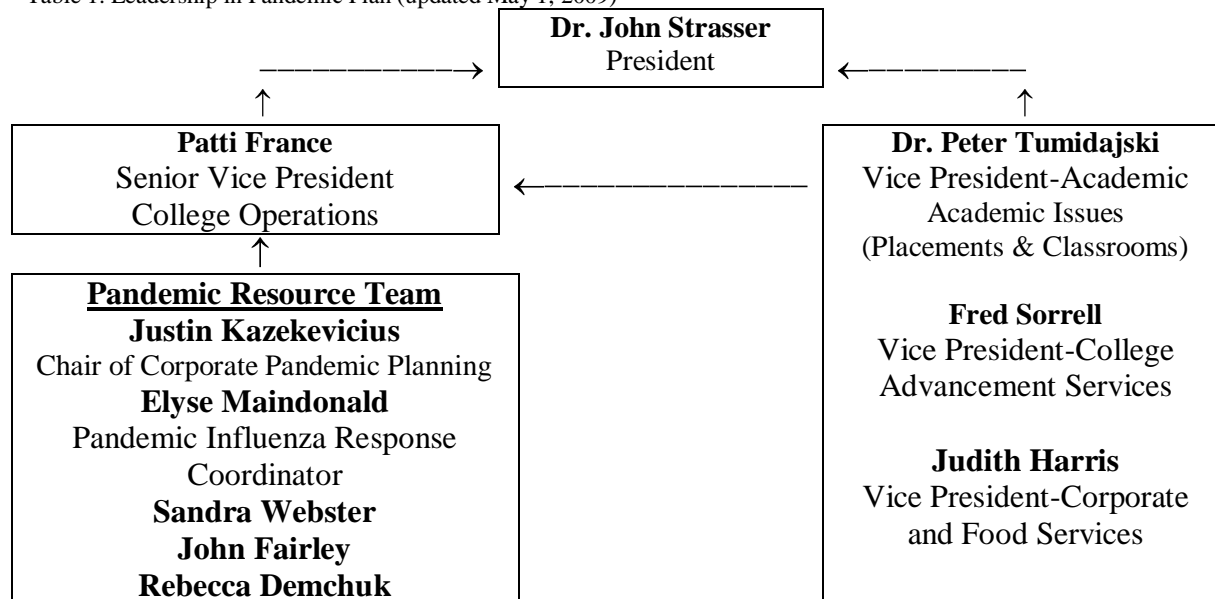 Table 1: Leadership in Pandemic Plan (updated May 1, 2009)
Dr. John Strasser
President
Patti France
Senior Vice President
College Operations
Pandemic Resource Team
Justin Kazekevicius
Chair of Corporate Pandemic Planning
Elyse Maindonald
Pandemic Influenza Response
Coordinator
Sandra Webster
John Fairley
Rebecca Demchuk
Dr. Peter Tumidajski
Vice President-Academic
Academic Issues
(Placements & Classrooms)
Fred Sorrell
Vice President-College
Advancement Services
Judith Harris
Vice President-Corporate
and Food Services